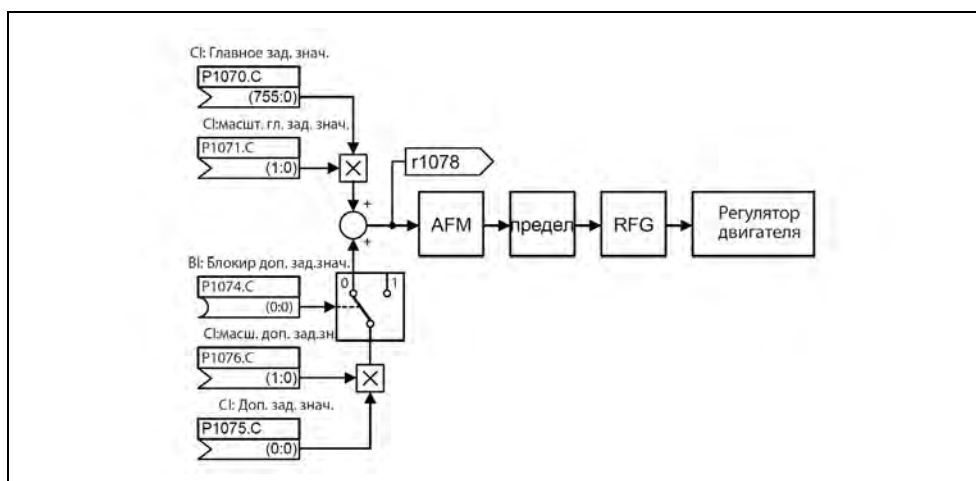 CI: Главное зад. знач.
P1070.C
(755:0)
CI:масшт. гл. зад. знач.
P1071.C
(1:0)
r1078
+
+
AFM
предел
RFG
Регулятор
двигателя
BI: Блокир доп. зад.знач.
P1074.C
(0:0)
0
1
CI:масш. доп. зад.зн
P1076.C
(1:0)
CI: Доп. зад. знач.
P1075.C
(0:0)